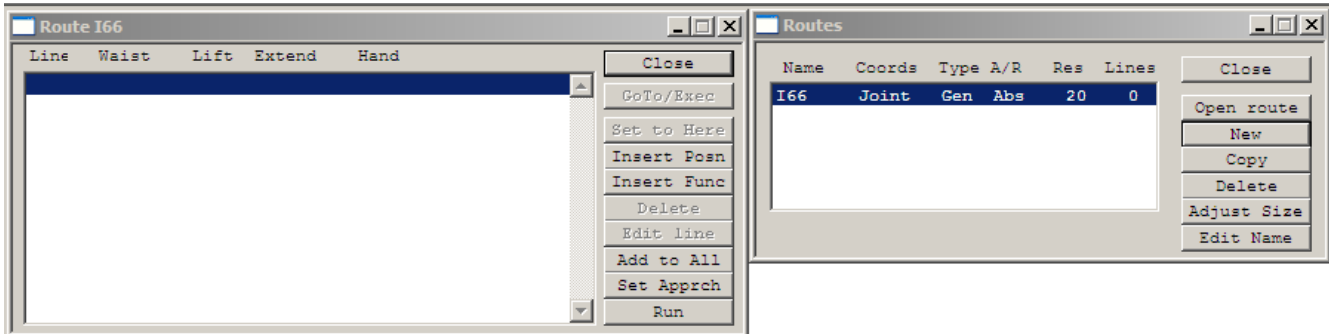 Route I66
Line Waist Lift Extend Hand
Close
GoTo/Exec
Set to Here
Insert Posn
Insert Func
Delete
Edit line
Add to All
Set Apprch
Run
Routes
Name Coords Type A/R Res Lines
I66 Joint Gen Abs 20 0
Close
Open route
New
Copy
Delete
Adjust Size
Edit Name